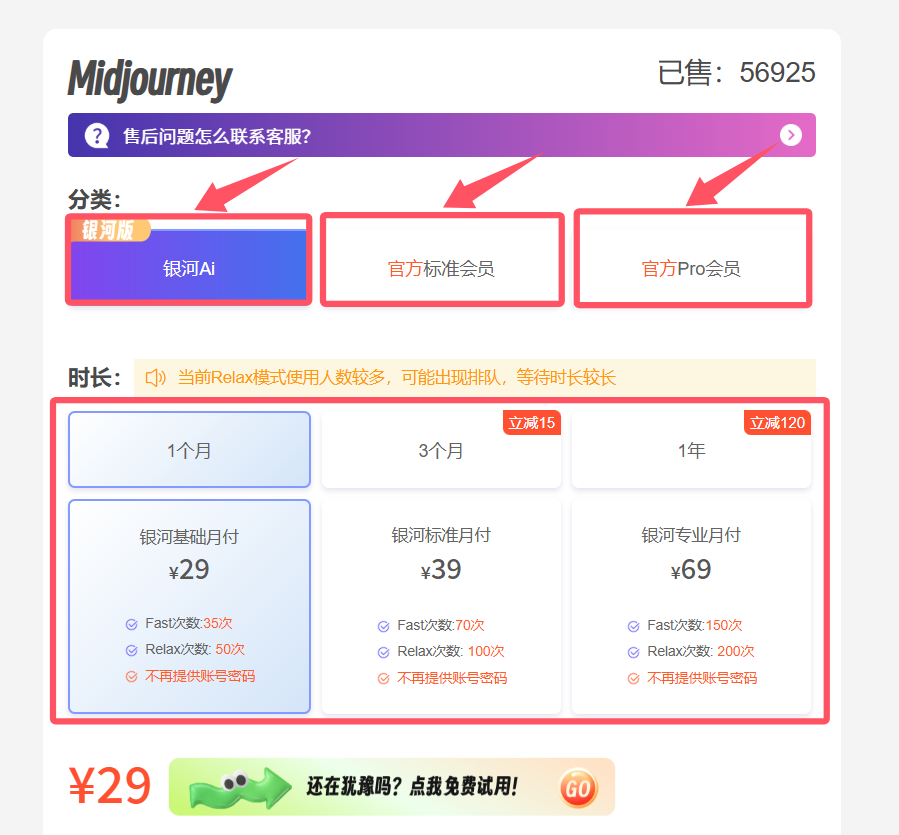 Midjourney
已售：56925
售后问题怎么联系客服?
分类：
银河版
银河Ai
官方标准会员
官方Pro会员
时长：
当前Relax模式使用人数较多，可能出现排队，等待时长较长
1个月
立减15
3个月
立减120
1年
银河基础月付
¥29
Fast次数:35次
Relax次数: 50次
不再提供账号密码
银河标准月付
¥39
Fast次数:70次
Relax次数: 100次
不再提供账号密码
银河专业月付
¥69
Fast次数:150次
Relax次数: 200次
不再提供账号密码
¥29
还在犹豫吗？点我免费试用!
GO